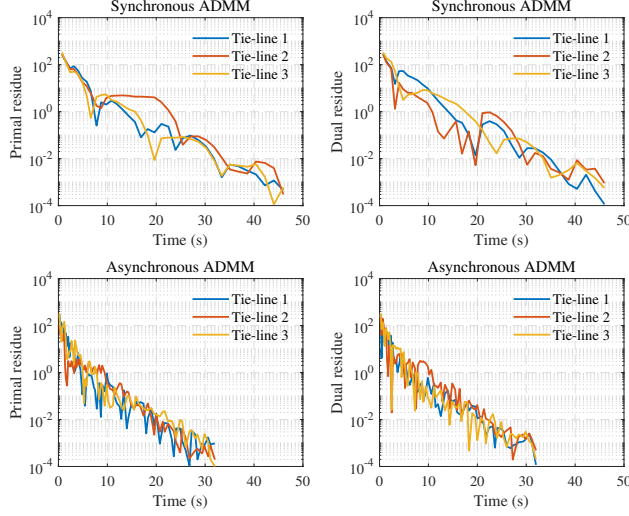 Synchronous ADMM
Primal residue
10^4
10^2
10^0
10^-2
10^-4
0 10 20 30 40 50
Time (s)
Tie-line 1
Tie-line 2
Tie-line 3
Synchronous ADMM
Dual residue
10^4
10^2
10^0
10^-2
10^-4
0 10 20 30 40 50
Time (s)
Tie-line 1
Tie-line 2
Tie-line 3
Asynchronous ADMM
Primal residue
10^4
10^2
10^0
10^-2
10^-4
0 10 20 30 40 50
Time (s)
Tie-line 1
Tie-line 2
Tie-line 3
Asynchronous ADMM
Dual residue
10^4
10^2
10^0
10^-2
10^-4
0 10 20 30 40 50
Time (s)
Tie-line 1
Tie-line 2
Tie-line 3